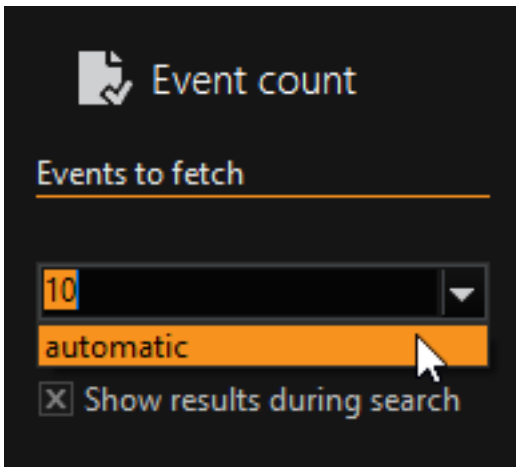 Event count
Events to fetch
10
automatic
Show results during search